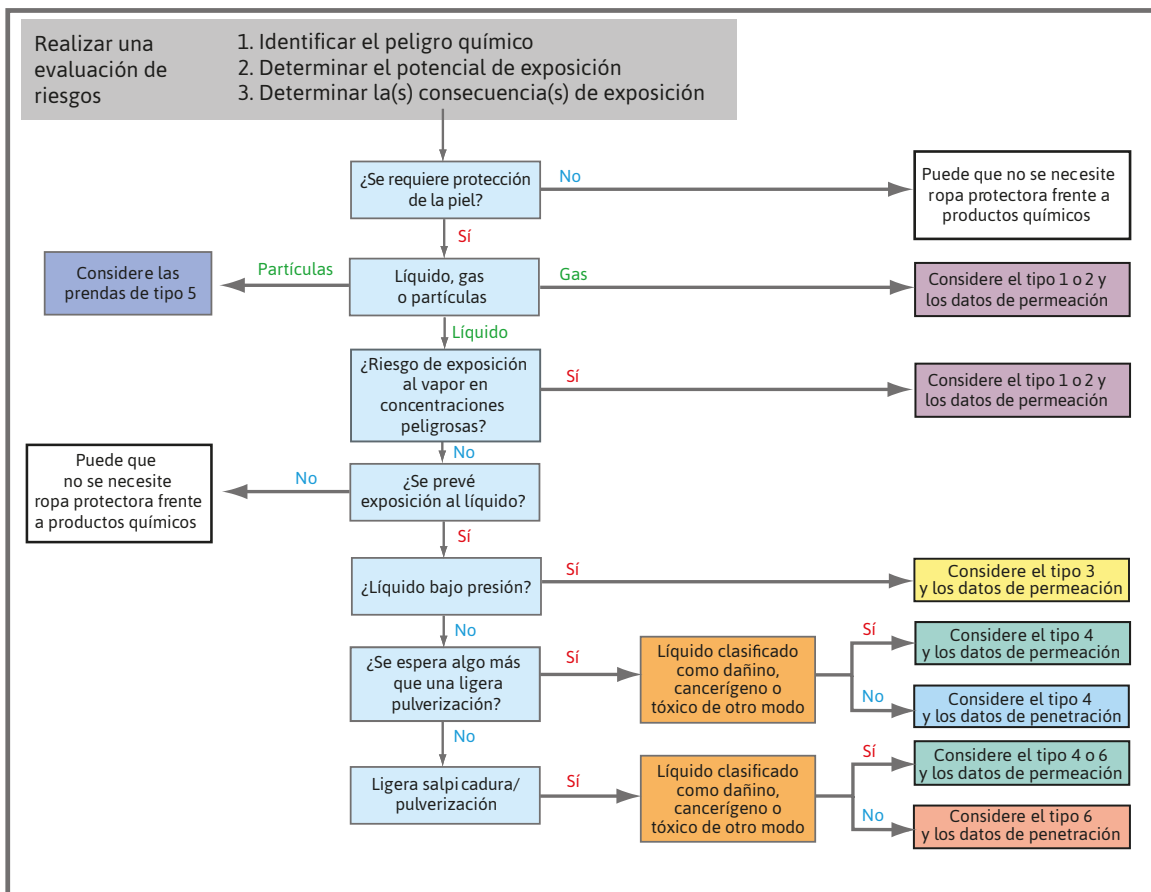 Realizar una
evaluación de
riesgos
1. Identificar el peligro químico
2. Determinar el potencial de exposición
3. Determinar la(s) consecuencia(s) de exposición
¿Se requiere protección
de la piel?
No
Puede que no se necesite
ropa protectora frente a
productos químicos
Sí
Considere las
prendas de tipo 5
Partículas
Líquido, gas
o partículas
Gas
Considere el tipo 1 o 2 y
los datos de permeación
Líquido
¿Riesgo de exposición
al vapor en
concentraciones
peligrosas?
Sí
Considere el tipo 1 o 2 y
los datos de permeación
No
Puede que
no se necesite
ropa protectora frente
a productos químicos
No
¿Se prevé
exposición al líquido?
Sí
¿Líquido bajo presión?
Sí
Considere el tipo 3
y los datos de permeación
No
¿Se espera algo más
que una ligera
pulverización?
Sí
Líquido clasificado
como dañino,
cancerígeno o
tóxico de otro modo
Sí
Considere el tipo 4
y los datos de permeación
No
Considere el tipo 4
y los datos de penetración
No
Ligera salpicadura/
pulverización
Sí
Líquido clasificado
como dañino,
cancerígeno o
tóxico de otro modo
Sí
Considere el tipo 4 o 6
y los datos de permeación
No
Considere el tipo 6
y los datos de penetración